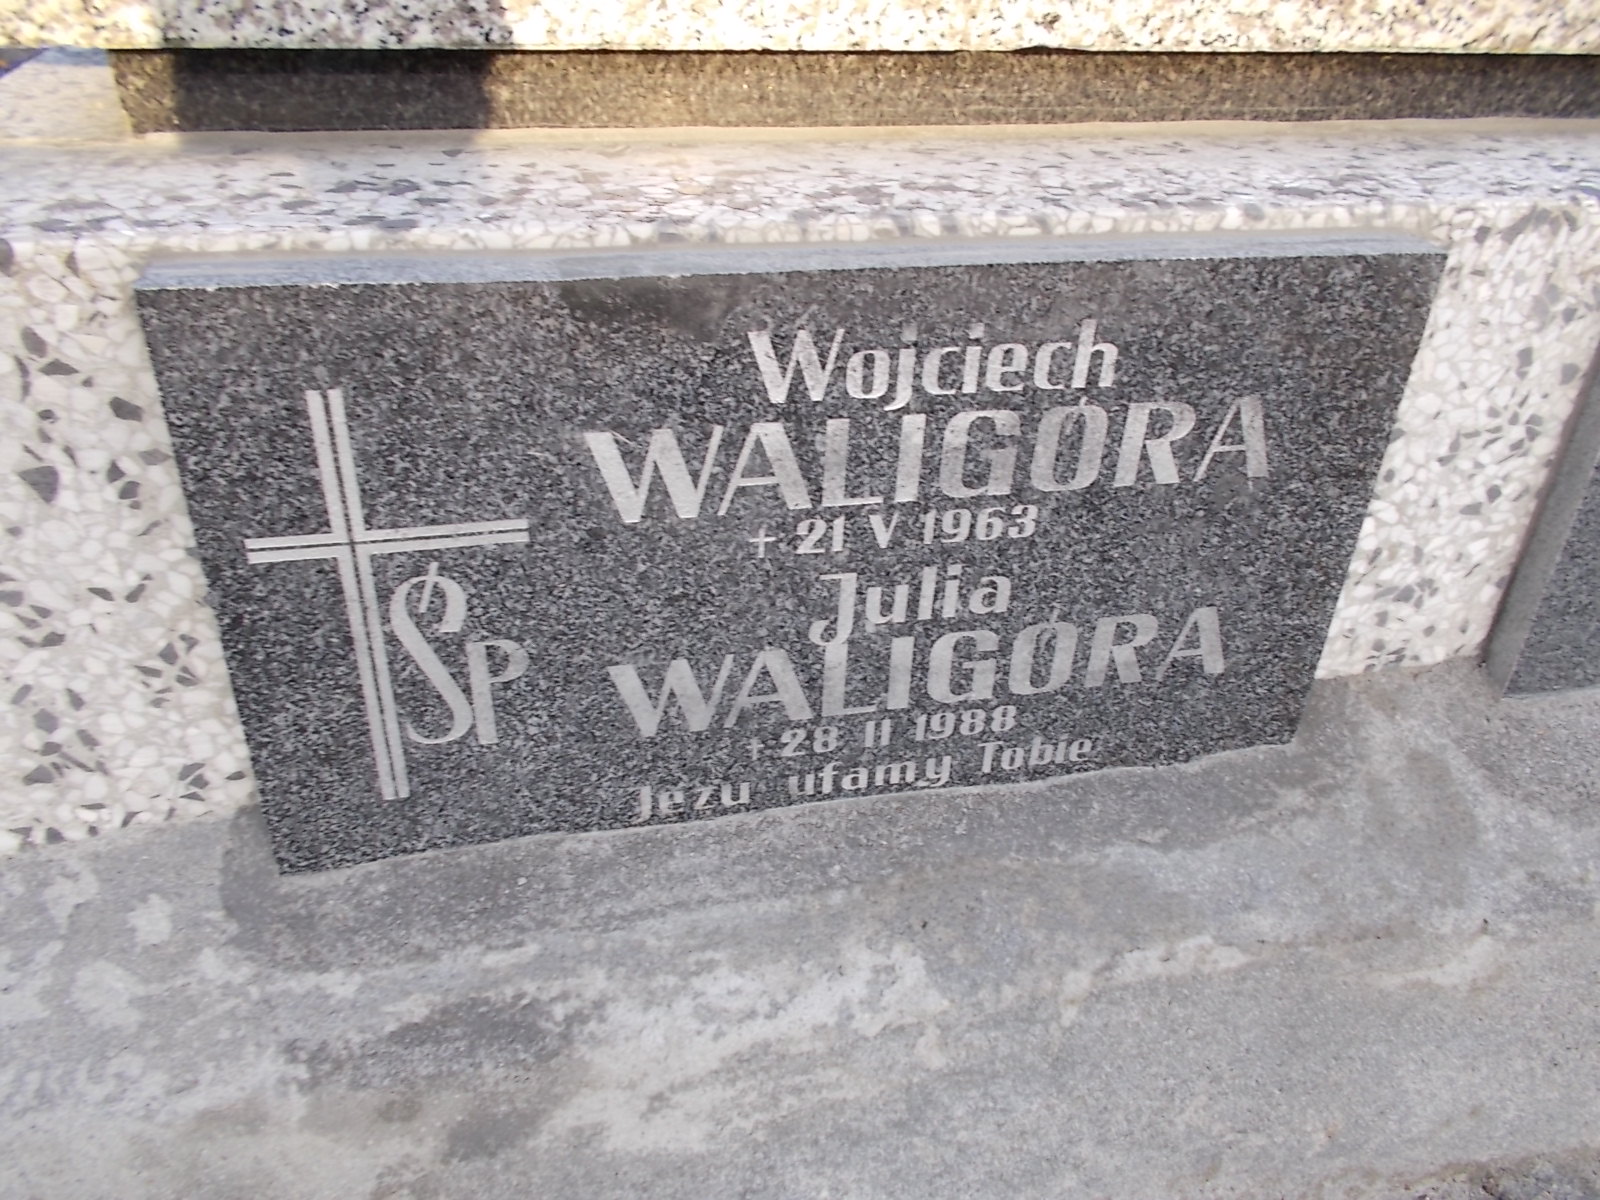 ŚP
Wojciech
WALIGÓRA
+ 21 V 1963
Julia
WALIGÓRA
+ 28 II 1988
Jezu ufamy Tobie